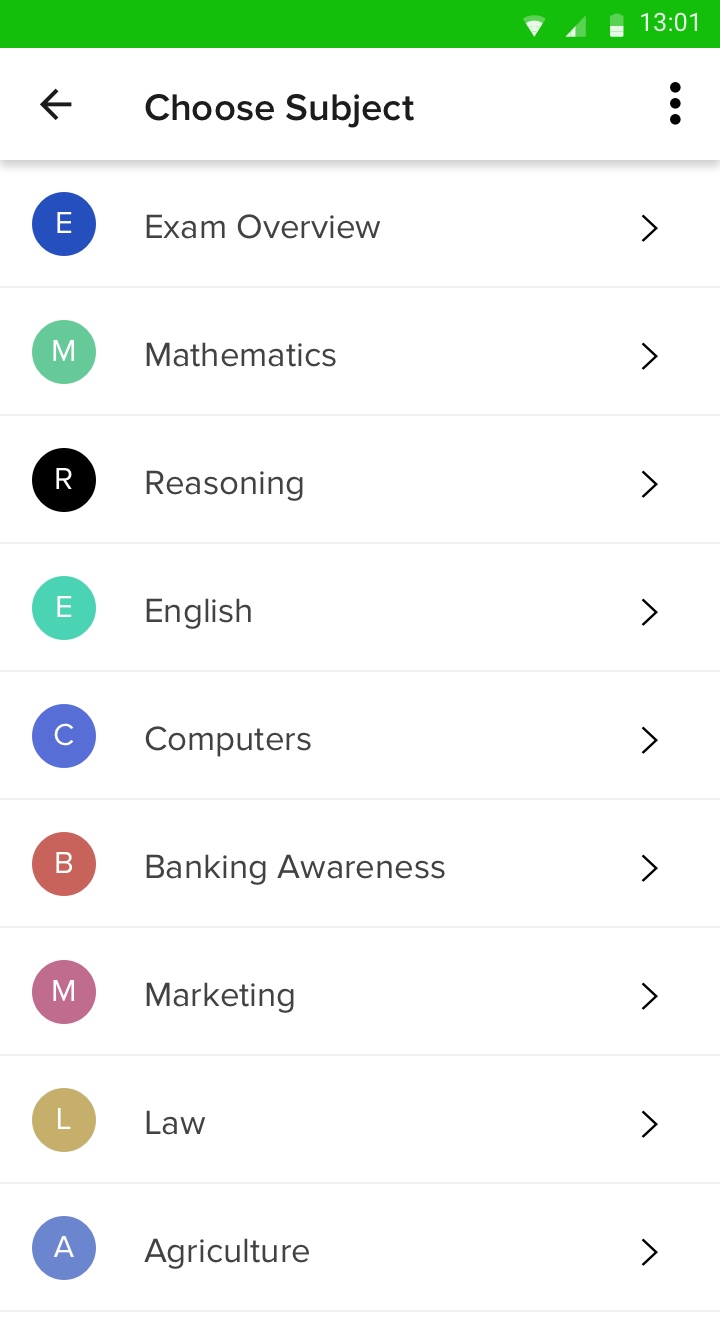 13:01
Choose Subject
E
Exam Overview
M
Mathematics
R
Reasoning
E
English
C
Computers
B
Banking Awareness
M
Marketing
L
Law
A
Agriculture